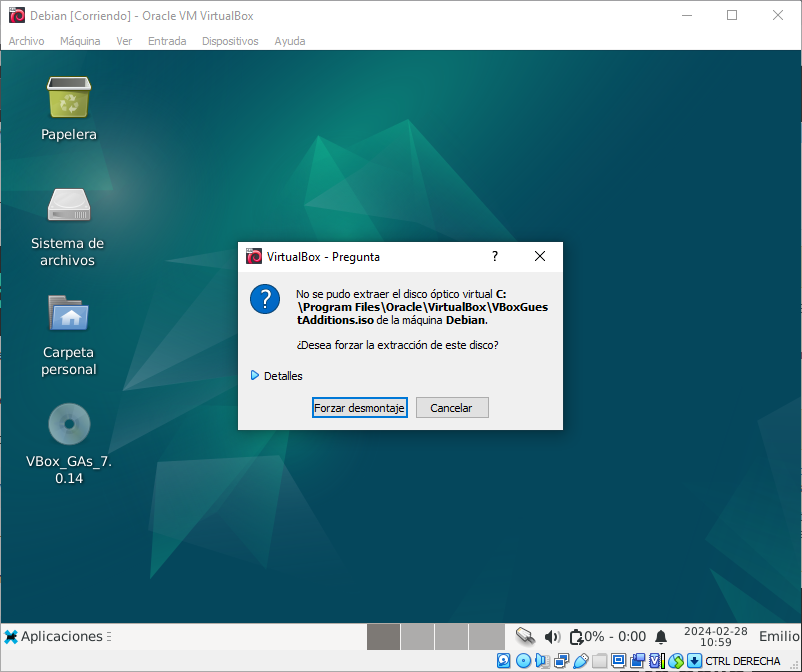 Debian [Corriendo] - Oracle VM VirtualBox
Archivo Máquina Ver Entrada Dispositivos Ayuda
Papelera
Sistema de
archivos
Carpeta
personal
VBox_GAs_7.
0.14
VirtualBox - Pregunta
?
?
No se pudo extraer el disco óptico virtual C:
\Program Files\Oracle\VirtualBox\VBoxGues
tAdditions.iso de la máquina Debian.
¿Desea forzar la extracción de este disco?
Detalles
Forzar desmontaje Cancelar
Aplicaciones
0% - 0:00
2024-02-28
10:59
Emilio
CTRL DERECHA